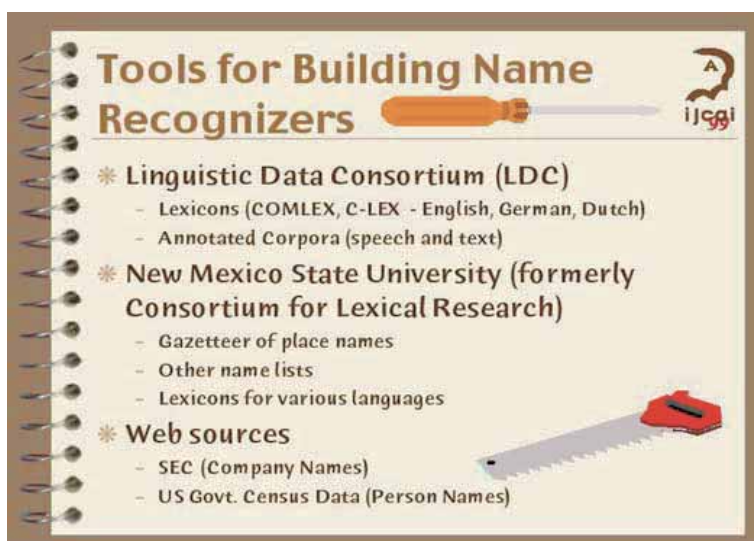 Tools for Building Name
Recognizers
A
ijcai
99
Linguistic Data Consortium (LDC)
- Lexicons (COMLEX, C-LEX - English, German, Dutch)
- Annotated Corpora (speech and text)
New Mexico State University (formerly
Consortium for Lexical Research)
- Gazetteer of place names
- Other name lists
- Lexicons for various languages
Web sources
- SEC (Company Names)
- US Govt. Census Data (Person Names)